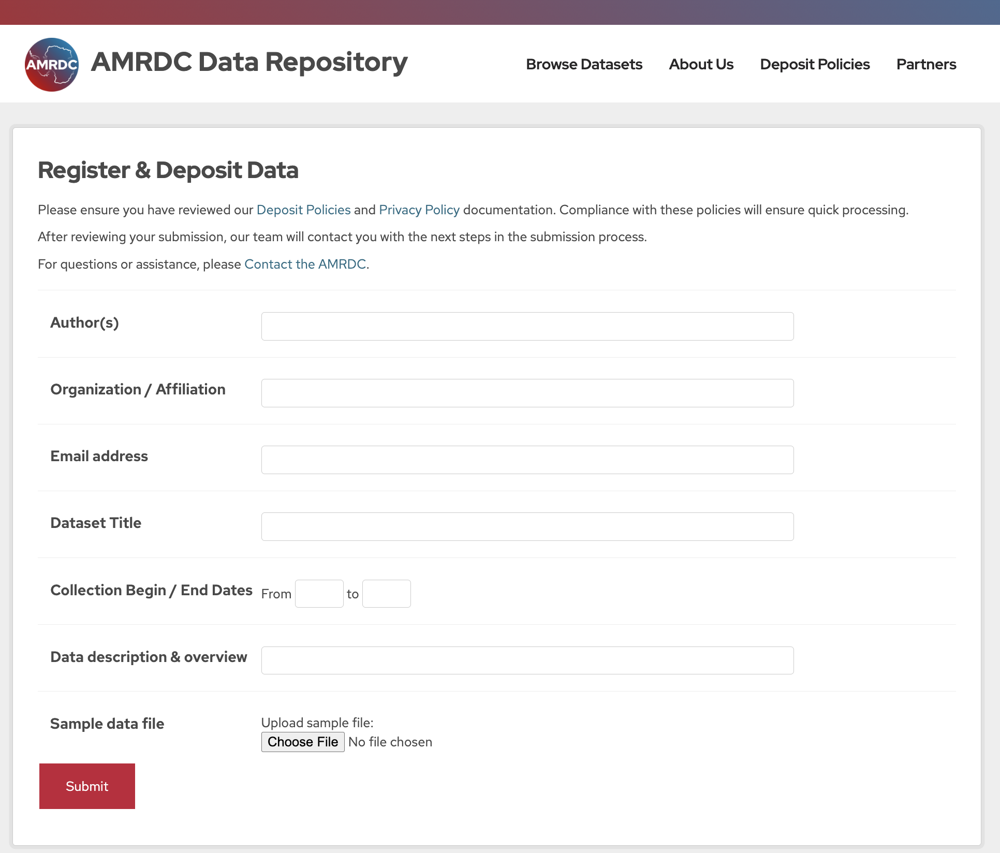 AMRDC
AMRDC Data Repository
Browse Datasets
About Us
Deposit Policies
Partners
Register & Deposit Data
Please ensure you have reviewed our Deposit Policies and Privacy Policy documentation. Compliance with these policies will ensure quick processing.
After reviewing your submission, our team will contact you with the next steps in the submission process.
For questions or assistance, please Contact the AMRDC.
Author(s)
Organization / Affiliation
Email address
Dataset Title
Collection Begin / End Dates From to
Data description & overview
Sample data file
Upload sample file:
Choose File No file chosen
Submit